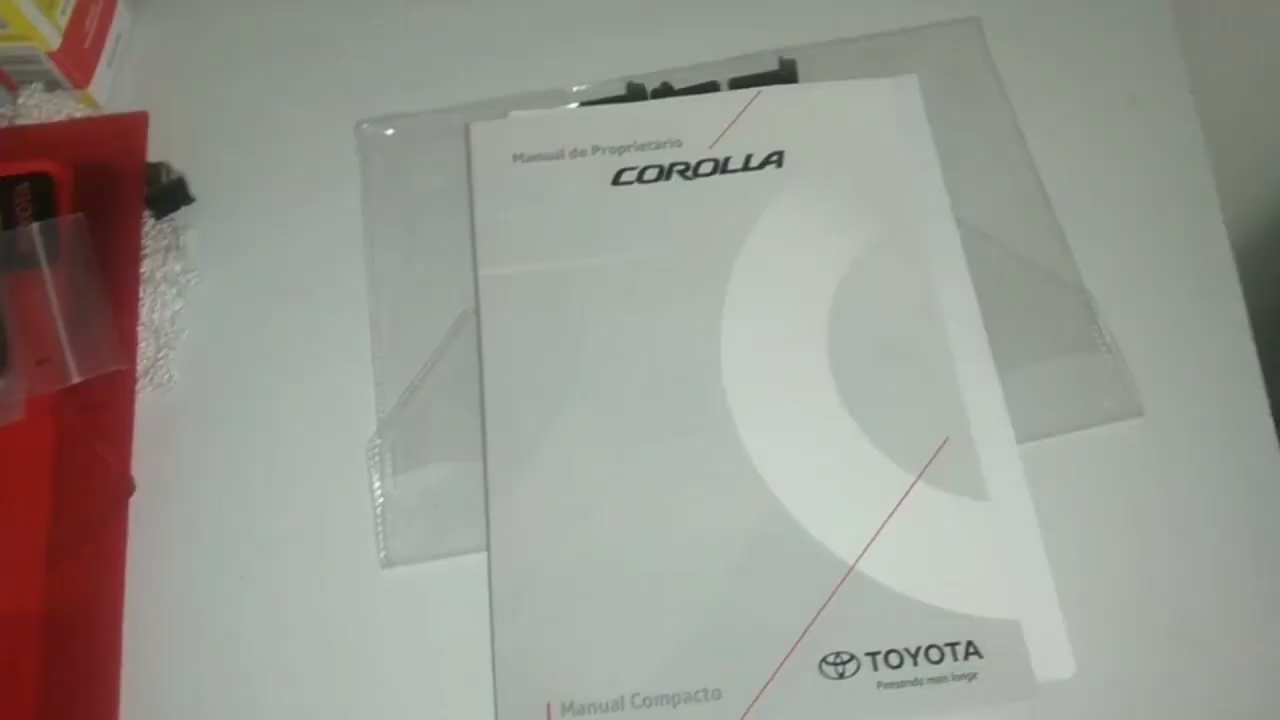 Manual do Proprietário
COROLLA
TOYOTA
Pensando mais longe
Manual Compacto